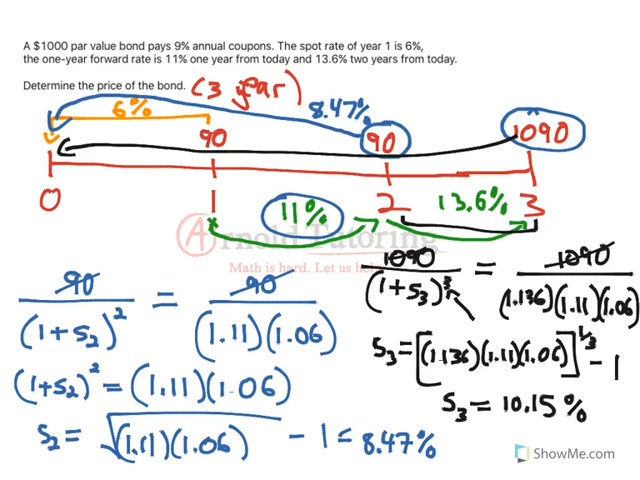 A $1000 par value bond pays 9% annual coupons. The spot rate of year 1 is 6%,
the one-year forward rate is 11% one year from today and 13.6% two years from today.
Determine the price of the bond. (3 year)
6% 8.47%
90 90 1090
0 1 11% 2 13.6% 3
Arnold Tutoring
Math is hard. Let us help
90/(1+S₂)² = 90/(1.11)(1.06)
1090/(1+S₃)³ = 1090/(1.136)(1.11)(1.06)
(1+S₂)² = (1.11)(1.06)
S₃ = [(1.136)(1.11)(1.06)]^(1/3) - 1
S₃ = 10.15%
S₂ = √(1.11)(1.06) - 1 = 8.47%
ShowMe.com